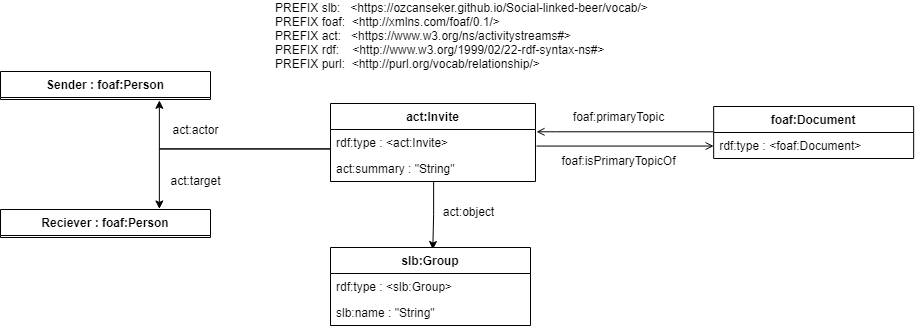 PREFIX slb: <https://ozcanseker.github.io/Social-linked-beer/vocab/>
PREFIX foaf: <http://xmlns.com/foaf/0.1/>
PREFIX act: <https://www.w3.org/ns/activitystreams#>
PREFIX rdf: <http://www.w3.org/1999/02/22-rdf-syntax-ns#>
PREFIX purl: <http://purl.org/vocab/relationship/>
Sender : foaf:Person
act:actor
act:target
Reciever : foaf:Person
act:Invite
rdf:type : <act:Invite>
act:summary : "String"
foaf:primaryTopic
foaf:isPrimaryTopicOf
foaf:Document
rdf:type : <foaf:Document>
act:object
slb:Group
rdf:type : <slb:Group>
slb:name : "String"